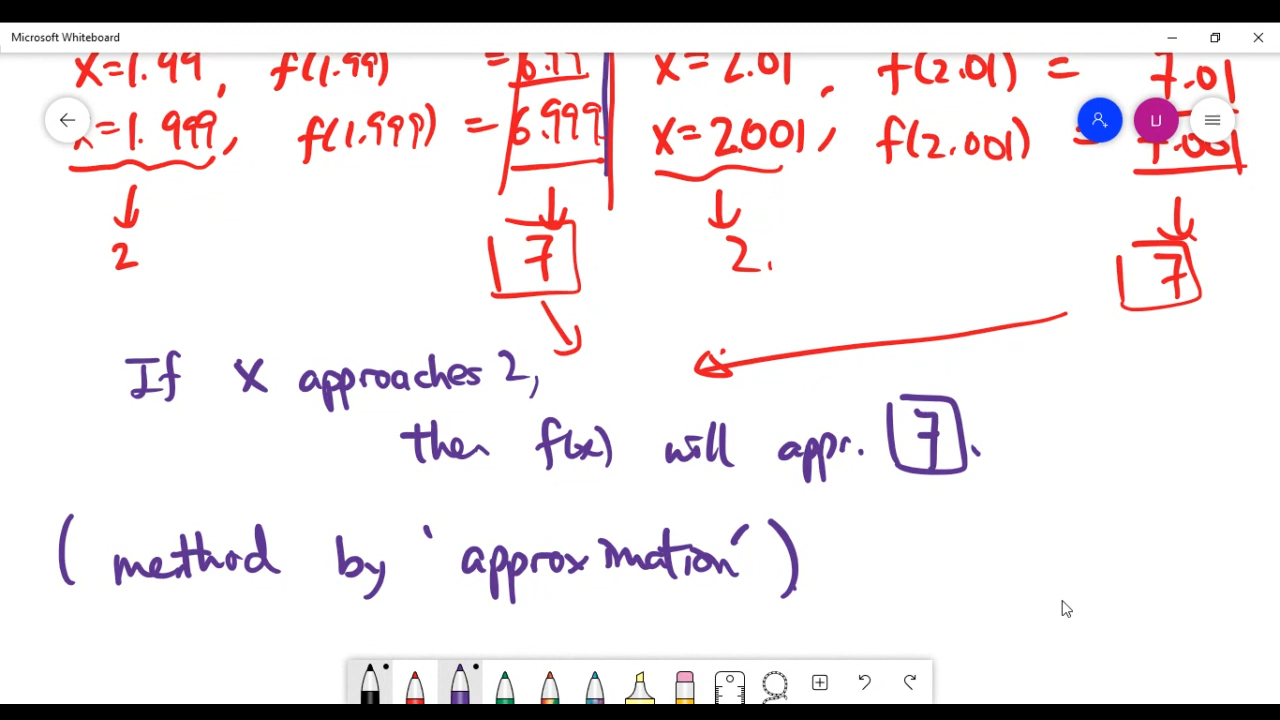 Microsoft Whiteboard
x=1.99, f(1.99) = 6.99 x=2.01, f(2.01) = 7.01
x=1.999, f(1.999) = 6.999 x=2.001, f(2.001) = 7.001
U
2 7 2. 7
If x approaches 2,
then f(x) will appr. 7.
( method by 'approximation' )